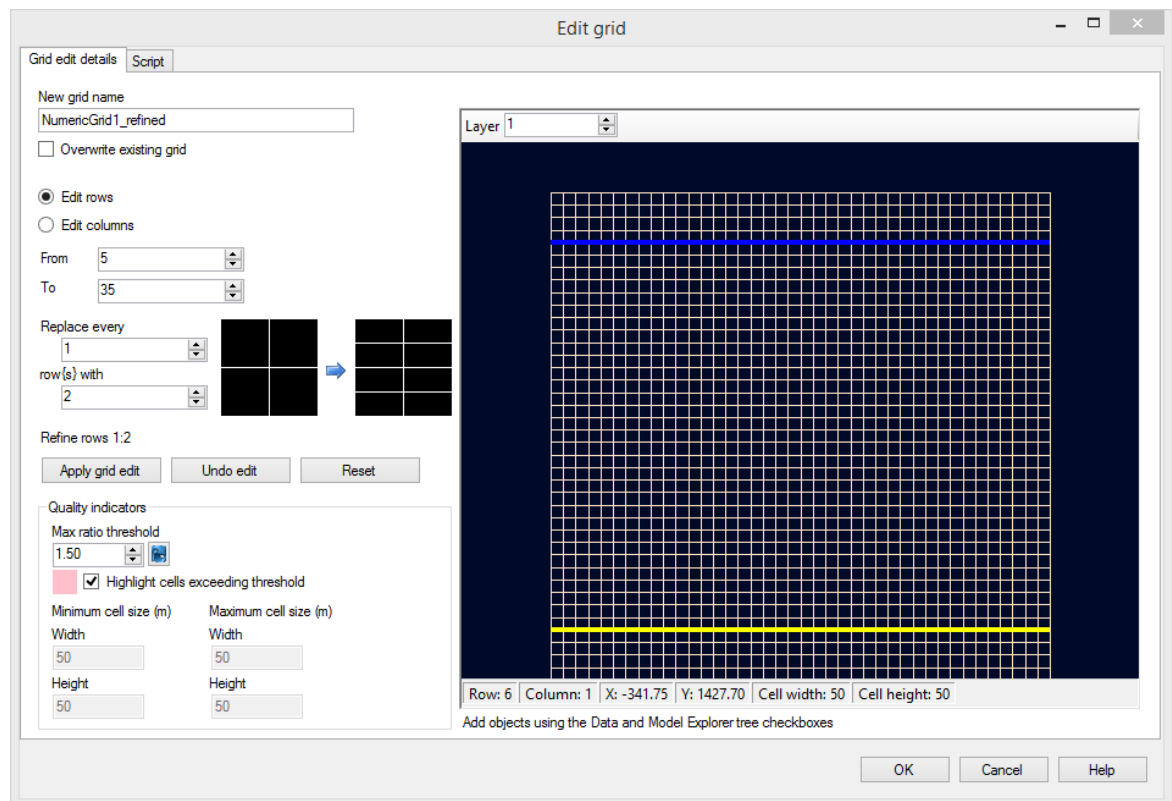 Edit grid
Grid edit details Script
New grid name
NumericGrid1_refined
Overwrite existing grid
Edit rows
Edit columns
From 5
To 35
Replace every
1
row{s} with
2
Refine rows 1:2
Apply grid edit Undo edit Reset
Quality indicators
Max ratio threshold
1.50
Highlight cells exceeding threshold
Minimum cell size (m) Maximum cell size (m)
Width Width
50 50
Height Height
50 50
Layer 1
Row: 6 Column: 1 X: -341.75 Y: 1427.70 Cell width: 50 Cell height: 50
Add objects using the Data and Model Explorer tree checkboxes
OK Cancel Help